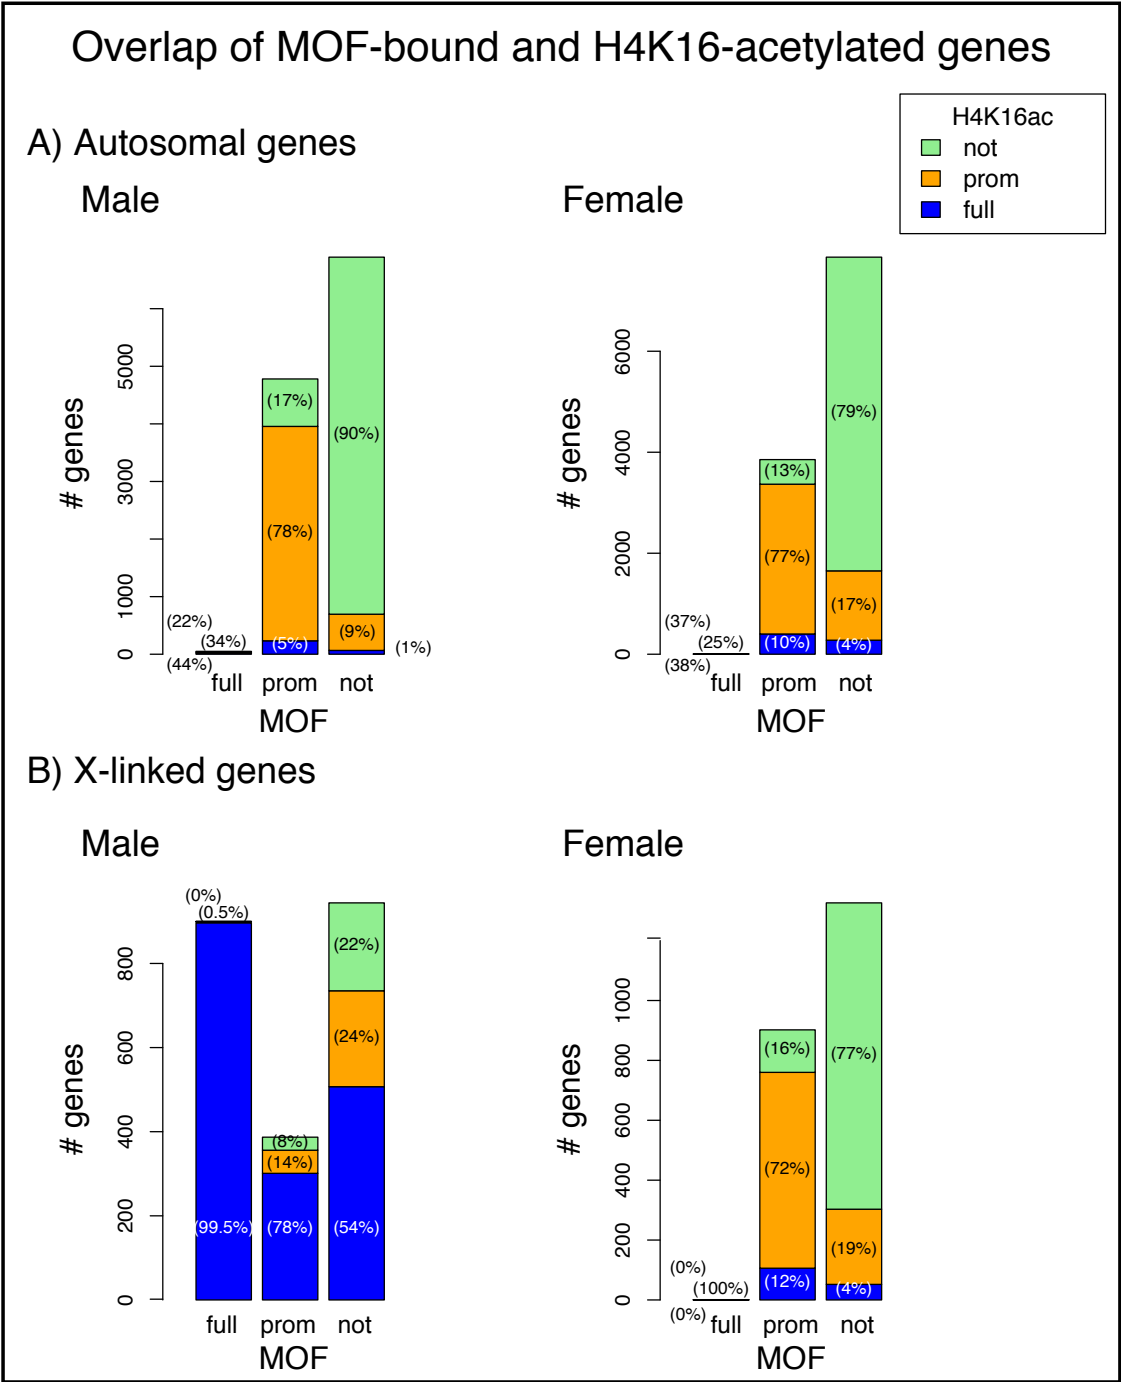 Overlap of MOF-bound and H4K16-acetylated genes
H4K16ac
not
prom
full
A) Autosomal genes
Male
# genes
0
1000
3000
5000
(22%)
(34%)
(44%)
(17%)
(78%)
(5%)
(90%)
(9%)
(1%)
full prom not
MOF
Female
# genes
0
2000
4000
6000
(37%)
(25%)
(38%)
(13%)
(77%)
(10%)
(79%)
(17%)
(4%)
full prom not
MOF
B) X-linked genes
Male
# genes
0
200
400
600
800
(0%)
(0.5%)
(99.5%)
(8%)
(14%)
(78%)
(22%)
(24%)
(54%)
full prom not
MOF
Female
# genes
0
200
400
600
800
1000
(0%)
(100%)
(0%)
(16%)
(72%)
(12%)
(77%)
(19%)
(4%)
full prom not
MOF